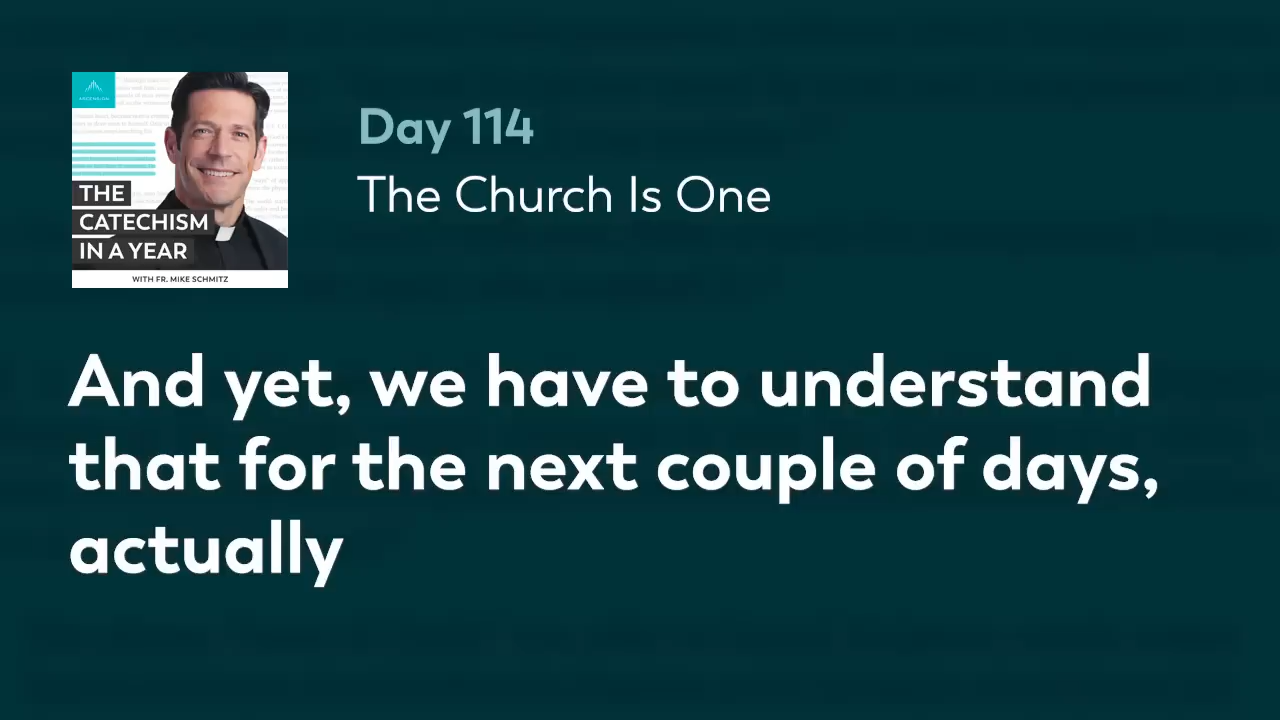 Day 114
The Church Is One
ASCENSION
THE
CATECHISM
IN A YEAR
WITH FR. MIKE SCHMITZ
And yet, we have to understand
that for the next couple of days,
actually